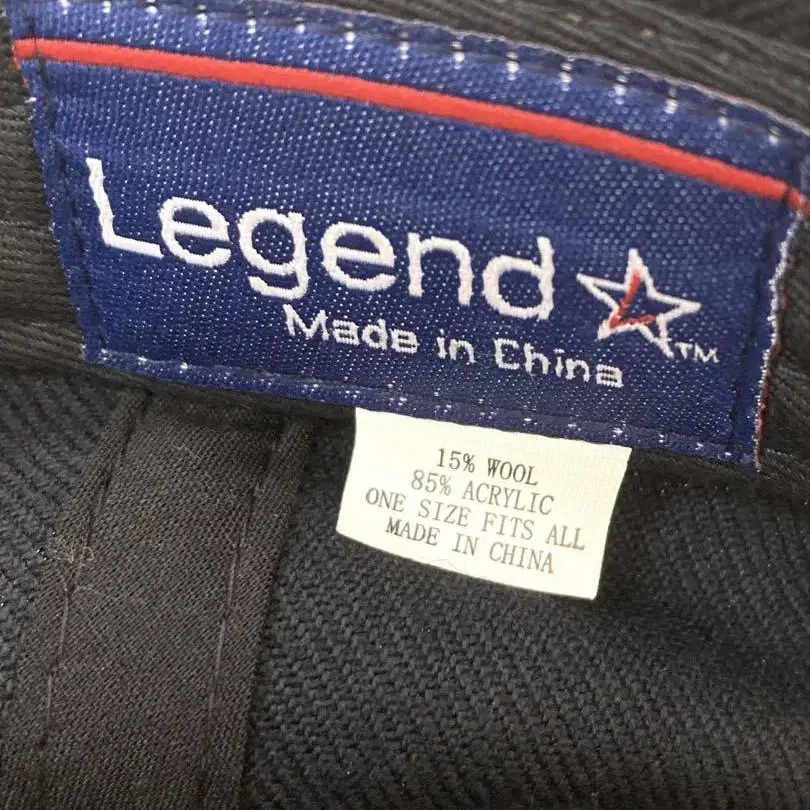 Legend
TM
Made in China
15% WOOL
85% ACRYLIC
ONE SIZE FITS ALL
MADE IN CHINA